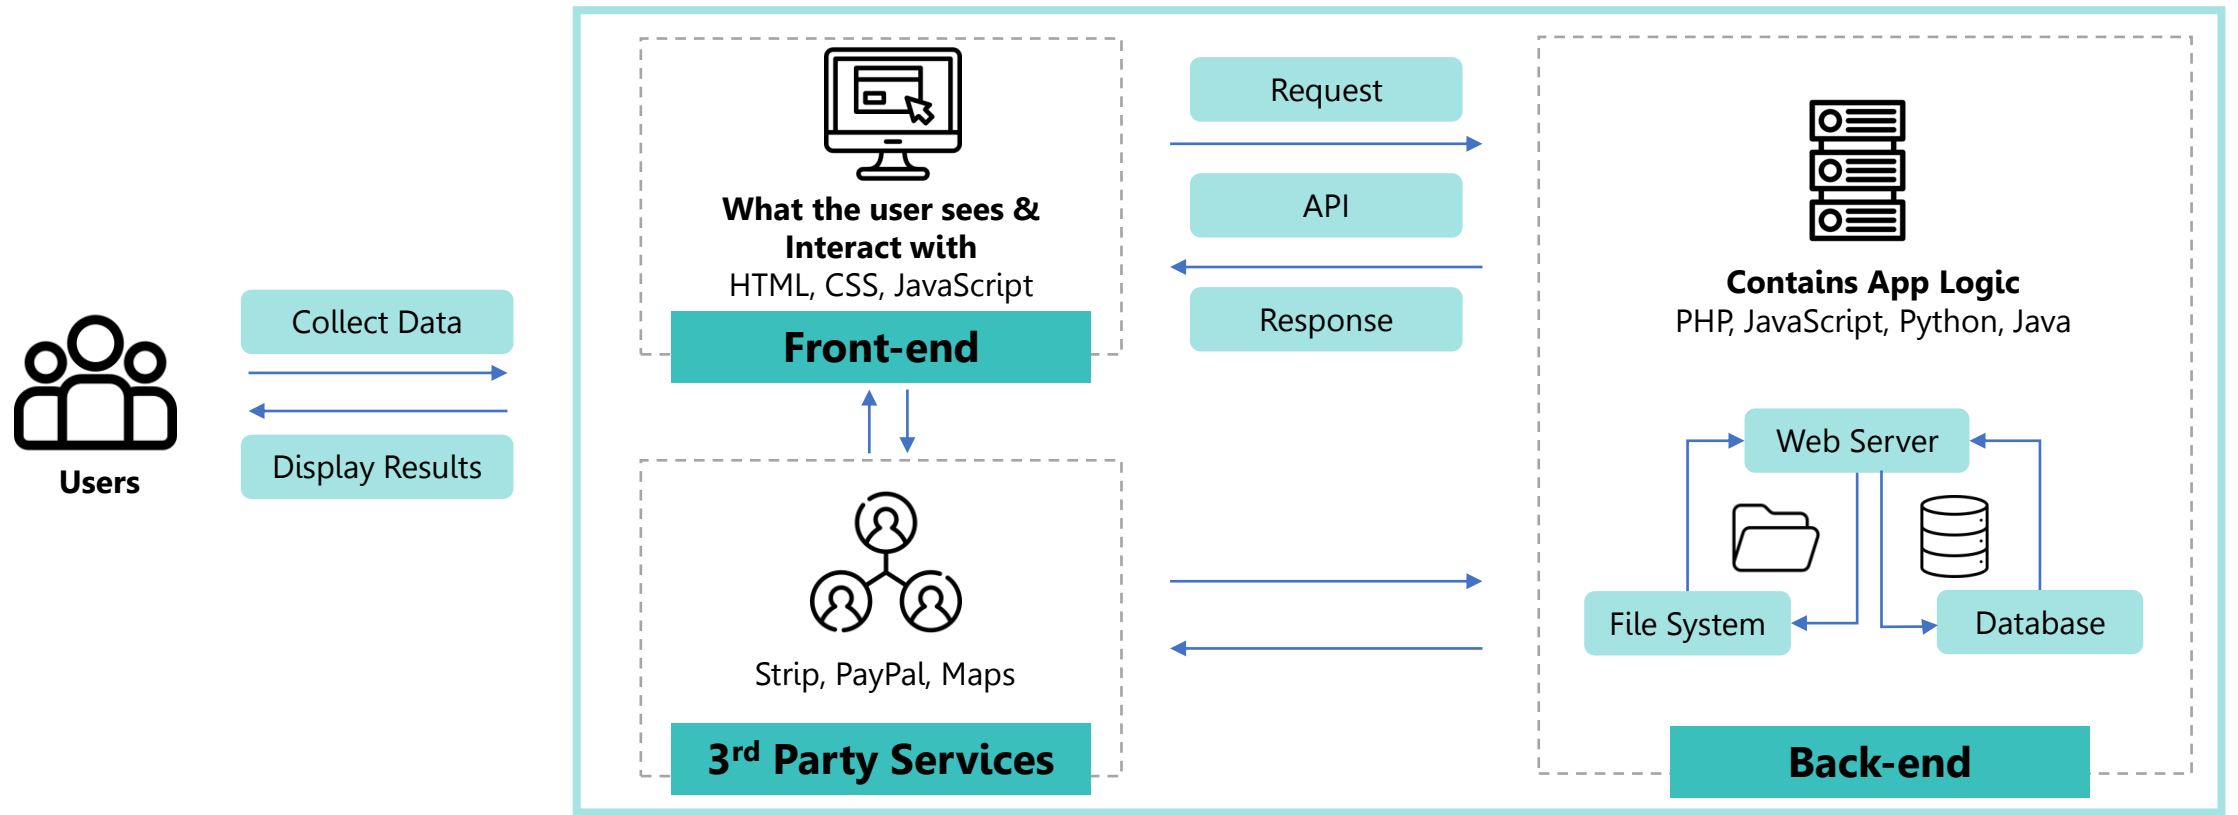 Users
Collect Data
Display Results
What the user sees &
Interact with
HTML, CSS, JavaScript
Front-end
Strip, PayPal, Maps
3rd Party Services
Request
API
Response
Contains App Logic
PHP, JavaScript, Python, Java
Web Server
File System
Database
Back-end